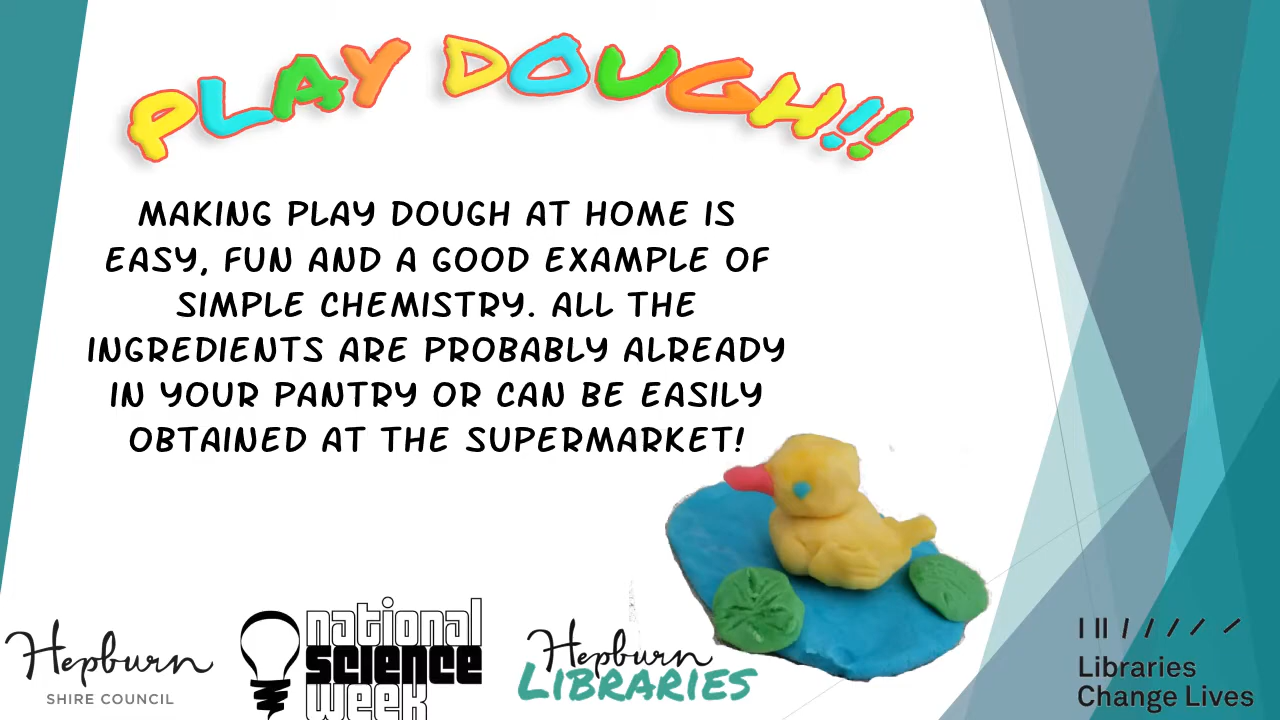 PLAY DOUGH!!
MAKING PLAY DOUGH AT HOME IS
EASY, FUN AND A GOOD EXAMPLE OF
SIMPLE CHEMISTRY. ALL THE
INGREDIENTS ARE PROBABLY ALREADY
IN YOUR PANTRY OR CAN BE EASILY
OBTAINED AT THE SUPERMARKET!
Hepburn
SHIRE COUNCIL
national
science
week
Hepburn
LIBRARIES
Libraries
Change Lives